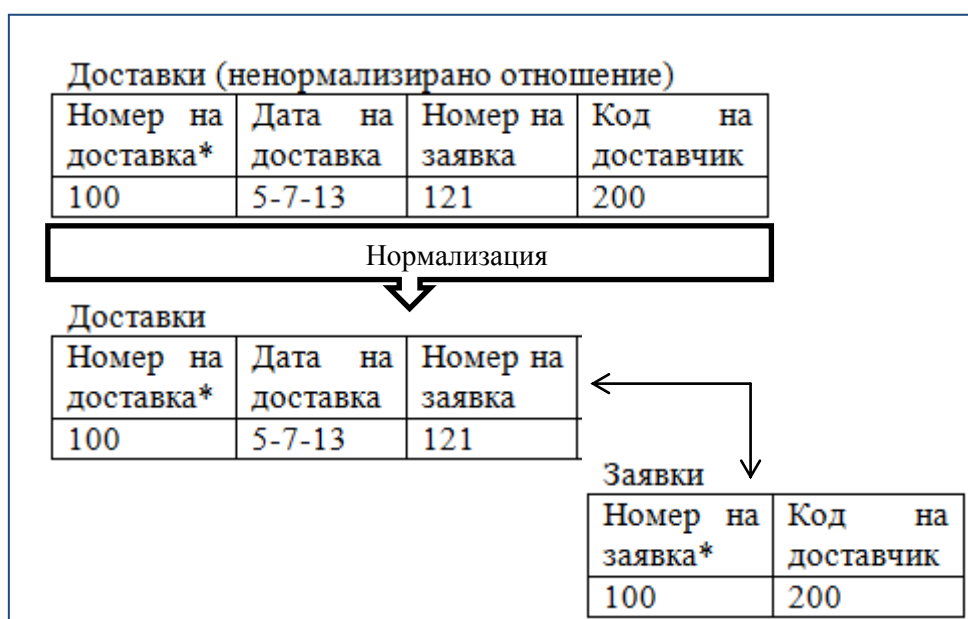 Доставки (ненормализирано отношение)
Номер на Дата на Номер на Код на
доставка* доставка заявка доставчик
100 5-7-13 121 200
Нормализация
Доставки
Номер на Дата на Номер на
доставка* доставка заявка
100 5-7-13 121
Заявки
Номер на Код на
заявка* доставчик
100 200